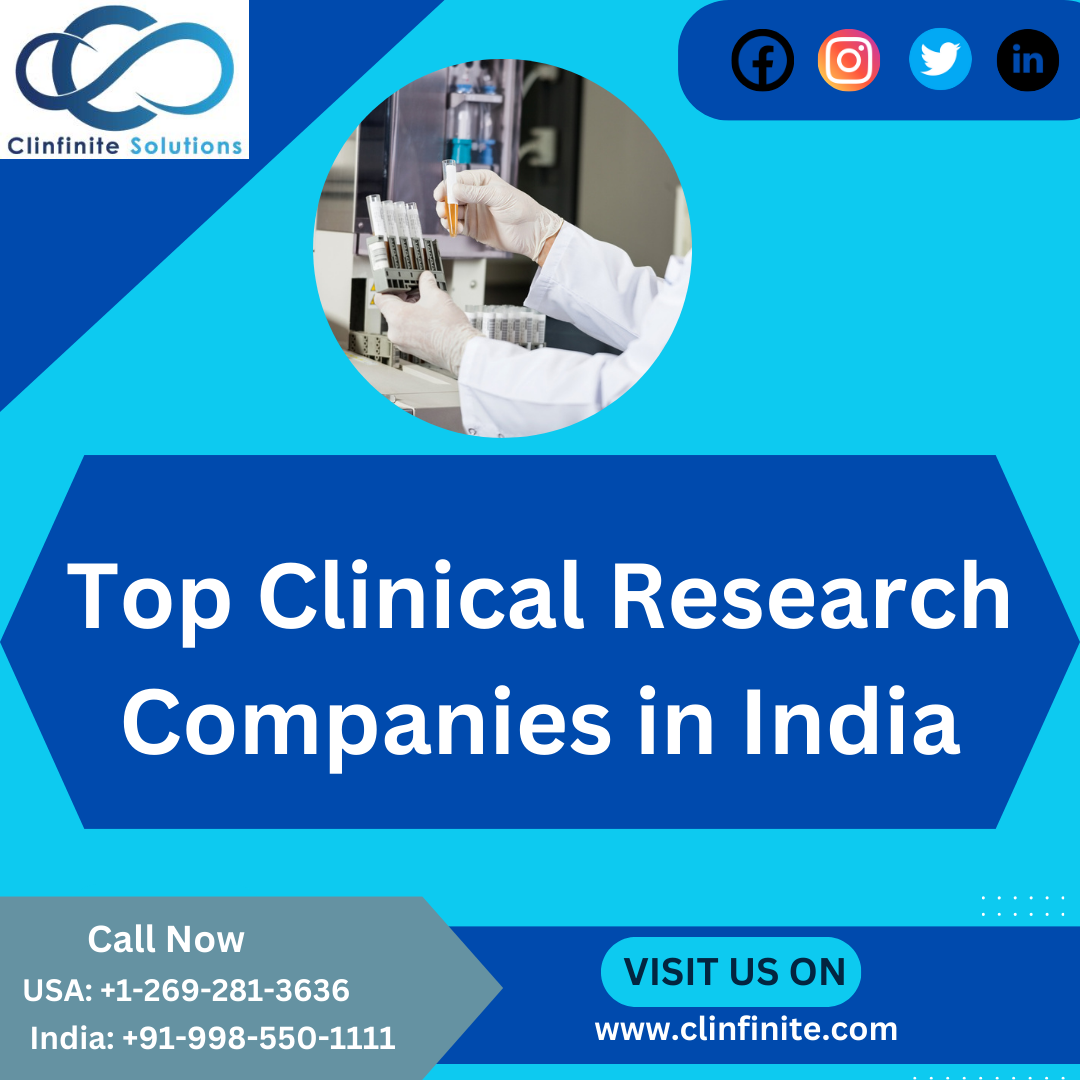 Clinfinite Solutions
in
Top Clinical Research
Companies in India
Call Now
USA: +1-269-281-3636
India: +91-998-550-1111
VISIT US ON
www.clinfinite.com